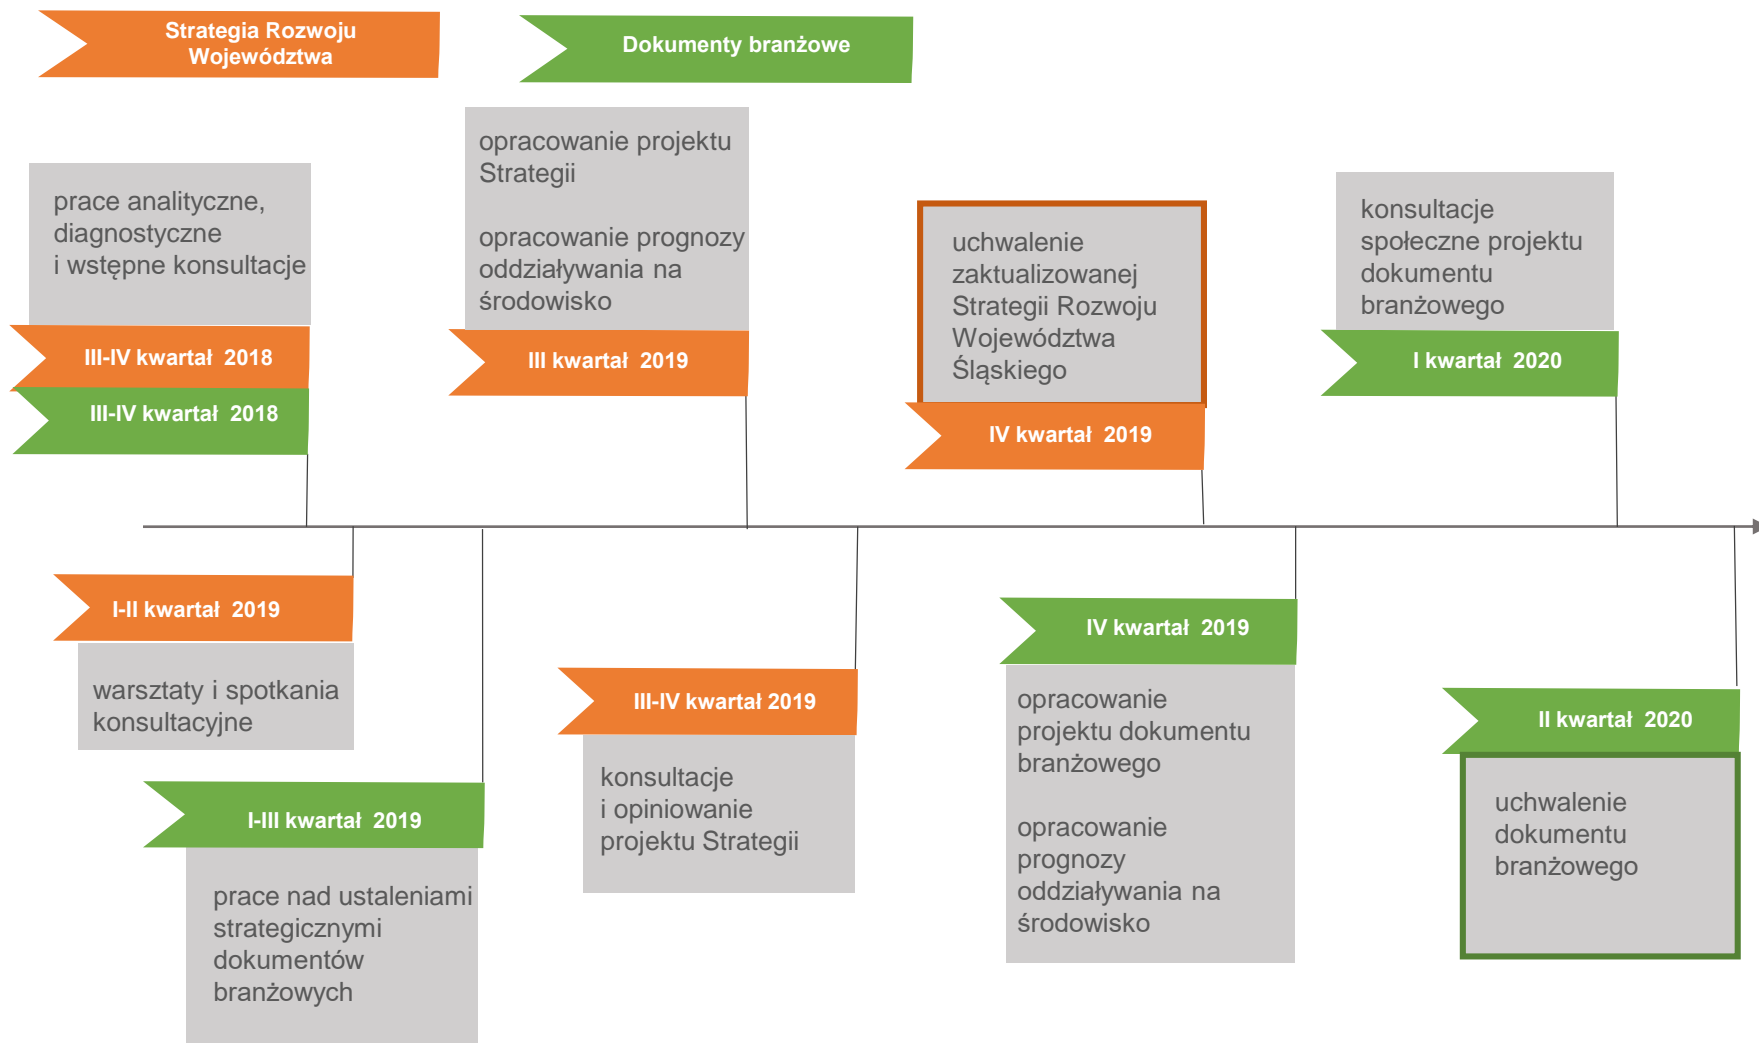 Strategia Rozwoju
Województwa
Dokumenty branżowe
prace analityczne,
diagnostyczne
i wstępne konsultacje
III-IV kwartał 2018
III-IV kwartał 2018
opracowanie projektu
Strategii
opracowanie prognozy
oddziaływania na
środowisko
III kwartał 2019
uchwalenie
zaktualizowanej
Strategii Rozwoju
Województwa
Śląskiego
IV kwartał 2019
konsultacje
społeczne projektu
dokumentu
branżowego
I kwartał 2020
I-II kwartał 2019
warsztaty i spotkania
konsultacyjne
I-III kwartał 2019
prace nad ustaleniami
strategicznymi
dokumentów
branżowych
III-IV kwartał 2019
konsultacje
i opiniowanie
projektu Strategii
IV kwartał 2019
opracowanie
projektu dokumentu
branżowego
opracowanie
prognozy
oddziaływania na
środowisko
II kwartał 2020
uchwalenie
dokumentu
branżowego